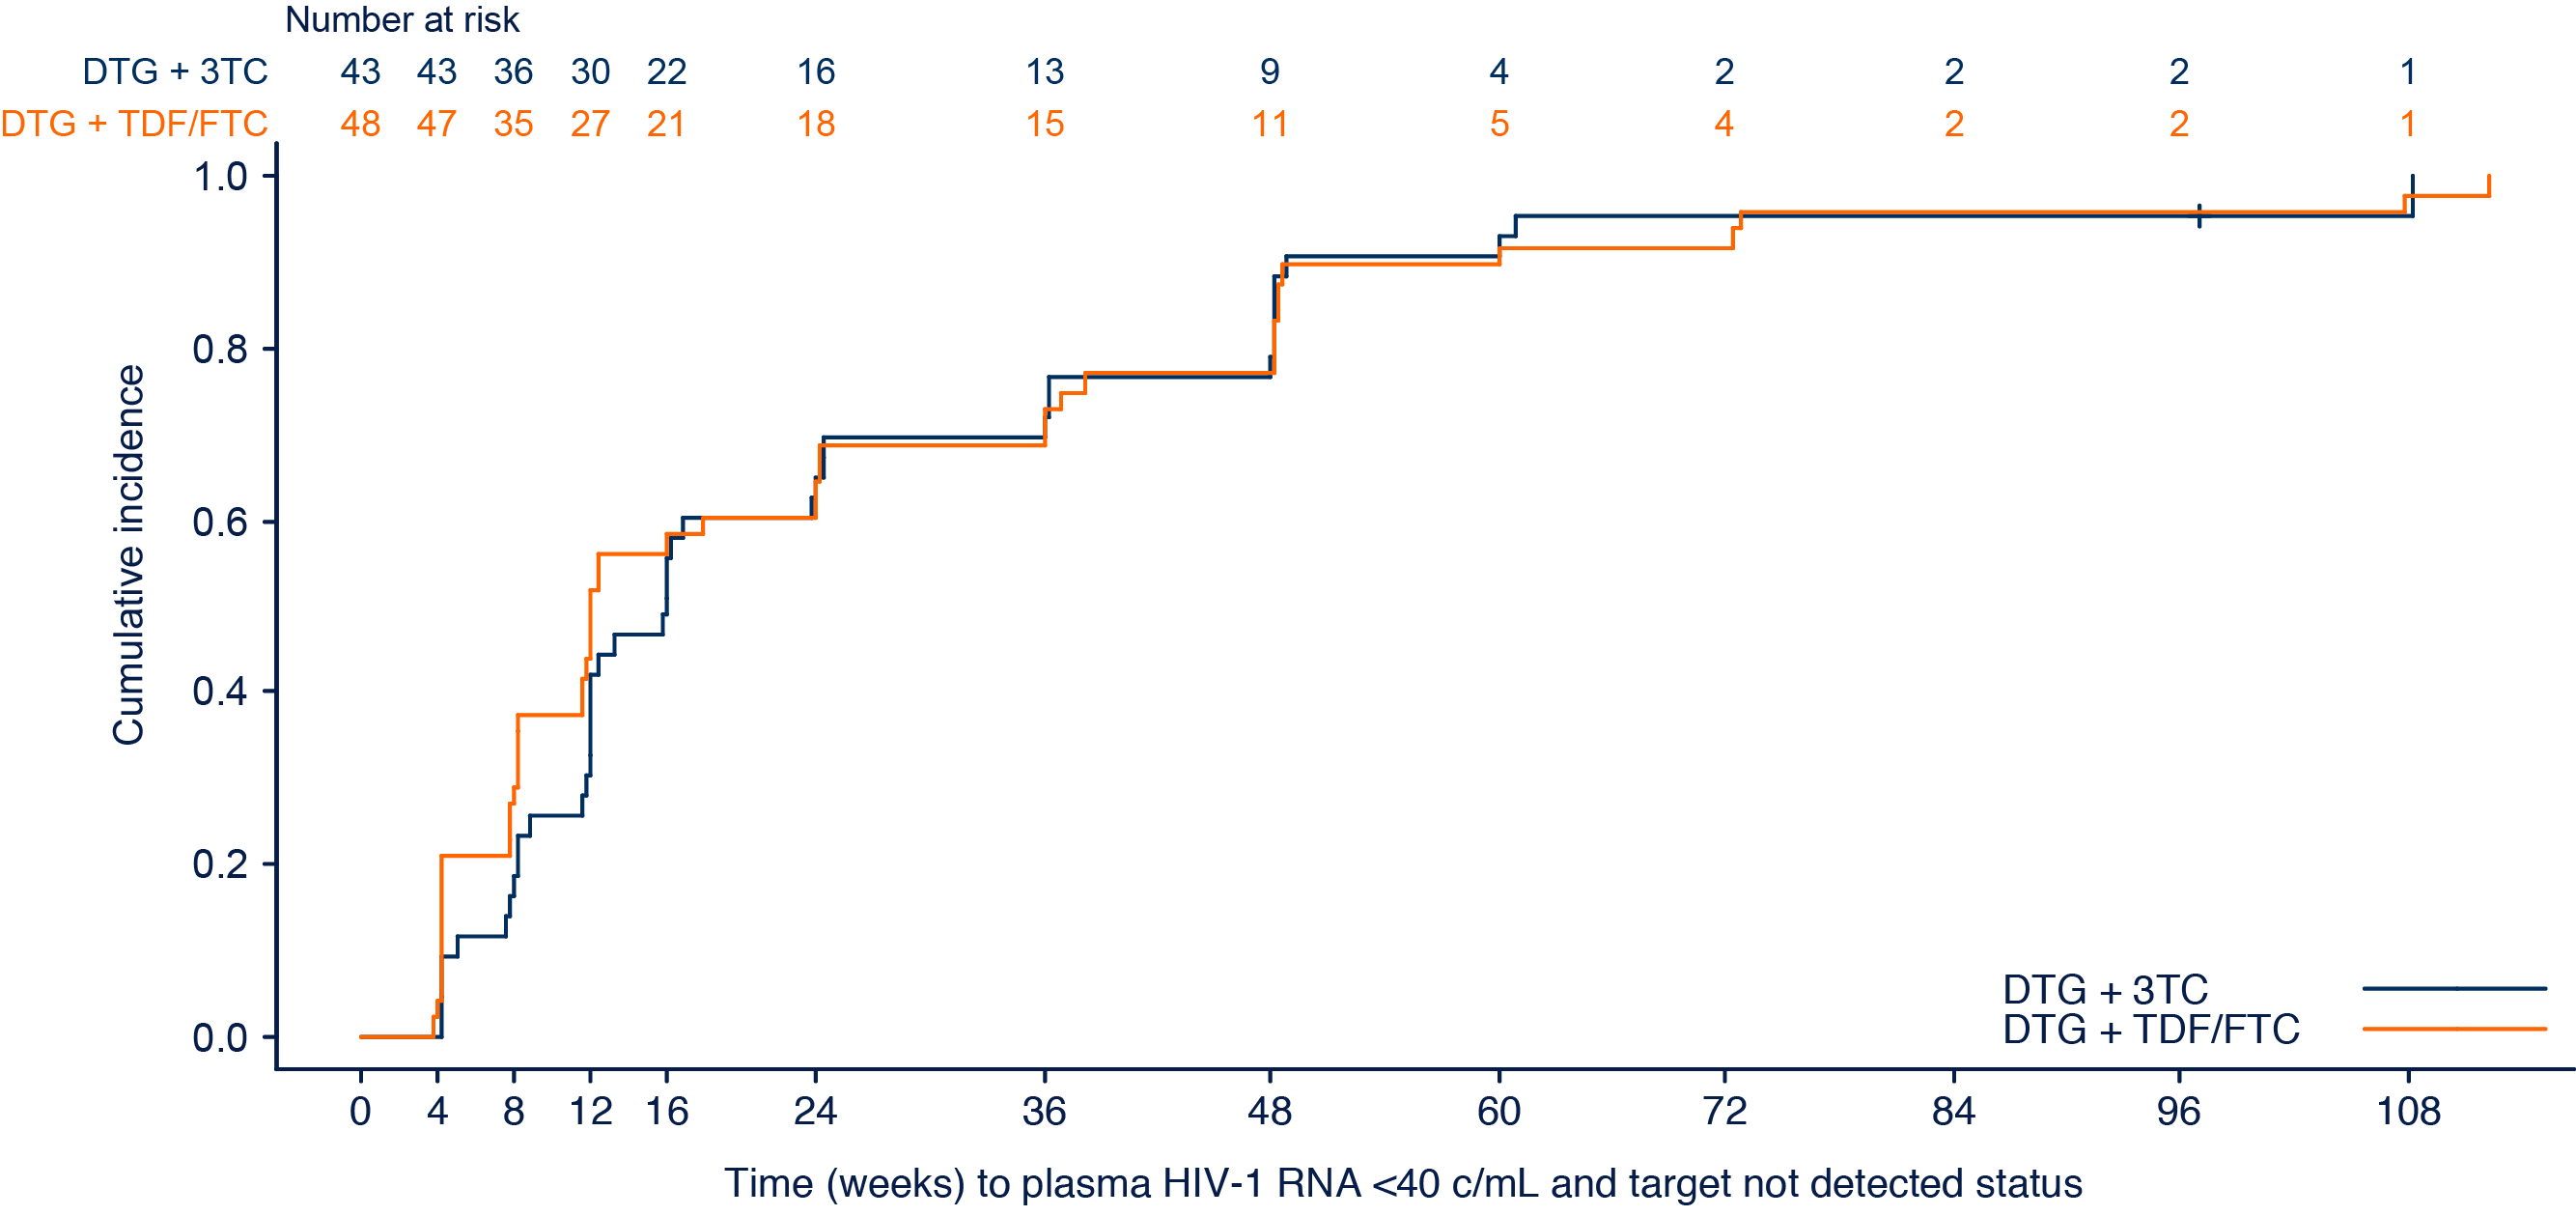 Number at risk
DTG + 3TC 43 43 36 30 22 16 13 9 4 2 2 2 1
DTG + TDF/FTC 48 47 35 27 21 18 15 11 5 4 2 2 1
1.0
0.8
0.6
0.4
0.2
0.0
Cumulative incidence
DTG + 3TC
DTG + TDF/FTC
0 4 8 12 16 24 36 48 60 72 84 96 108
Time (weeks) to plasma HIV-1 RNA <40 c/mL and target not detected status